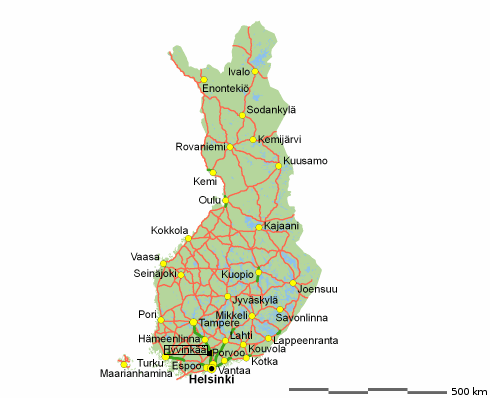 Ivalo
Enontekiö
Sodankylä
Kemijärvi
Rovaniemi
Kuusamo
Kemi
Oulu
Kajaani
Kokkola
Vaasa
Seinäjoki
Kuopio
Joensuu
Jyväskylä
Pori
Mikkeli
Savonlinna
Tampere
Hämeenlinna
Lahti
Lappeenranta
Hyvinkää
Kouvola
Porvoo
Turku
Kotka
Espoo
Vantaa
Maarianhamina
Helsinki
500 km